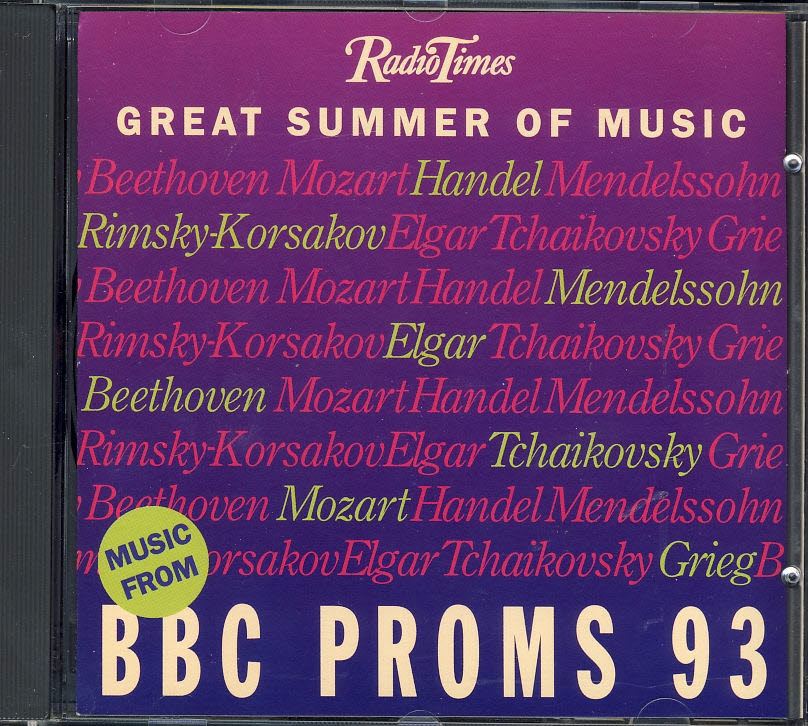 Radio Times
GREAT SUMMER OF MUSIC
Beethoven Mozart Handel Mendelssohn
Rimsky-Korsakov Elgar Tchaikovsky Grie
Beethoven Mozart Handel Mendelssohn
Rimsky-Korsakov Elgar Tchaikovsky Grie
Beethoven Mozart Handel Mendelssohn
Rimsky-Korsakov Elgar Tchaikovsky Grie
Beethoven Mozart Handel Mendelssohn
orsakov Elgar Tchaikovsky Grieg B
MUSIC
FROM
BBC PROMS 93